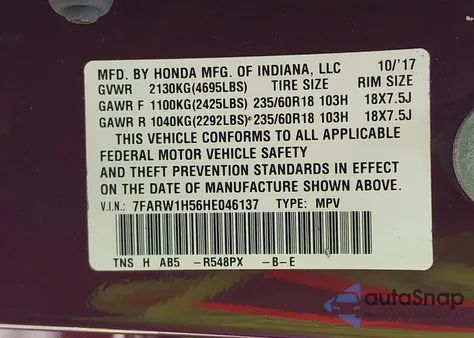 MFD. BY HONDA MFG. OF INDIANA, LLC 10/'17
GVWR 2130KG(4695LBS) TIRE SIZE RIM SIZE
GAWR F 1100KG(2425LBS) 235/60R18 103H 18X7.5J
GAWR R 1040KG(2292LBS) 235/60R18 103H 18X7.5J
THIS VEHICLE CONFORMS TO ALL APPLICABLE
FEDERAL MOTOR VEHICLE SAFETY
AND THEFT PREVENTION STANDARDS IN EFFECT
ON THE DATE OF MANUFACTURE SHOWN ABOVE.
V.I.N.: 7FARW1H56HE046137 TYPE: MPV
TNS H AB5 -R548PX -B-E
autoSnap